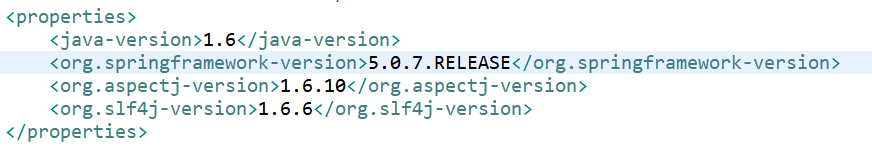 <properties>
<java-version>1.6</java-version>
<org.springframework-version>5.0.7.RELEASE</org.springframework-version>
<org.aspectj-version>1.6.10</org.aspectj-version>
<org.slf4j-version>1.6.6</org.slf4j-version>
</properties>